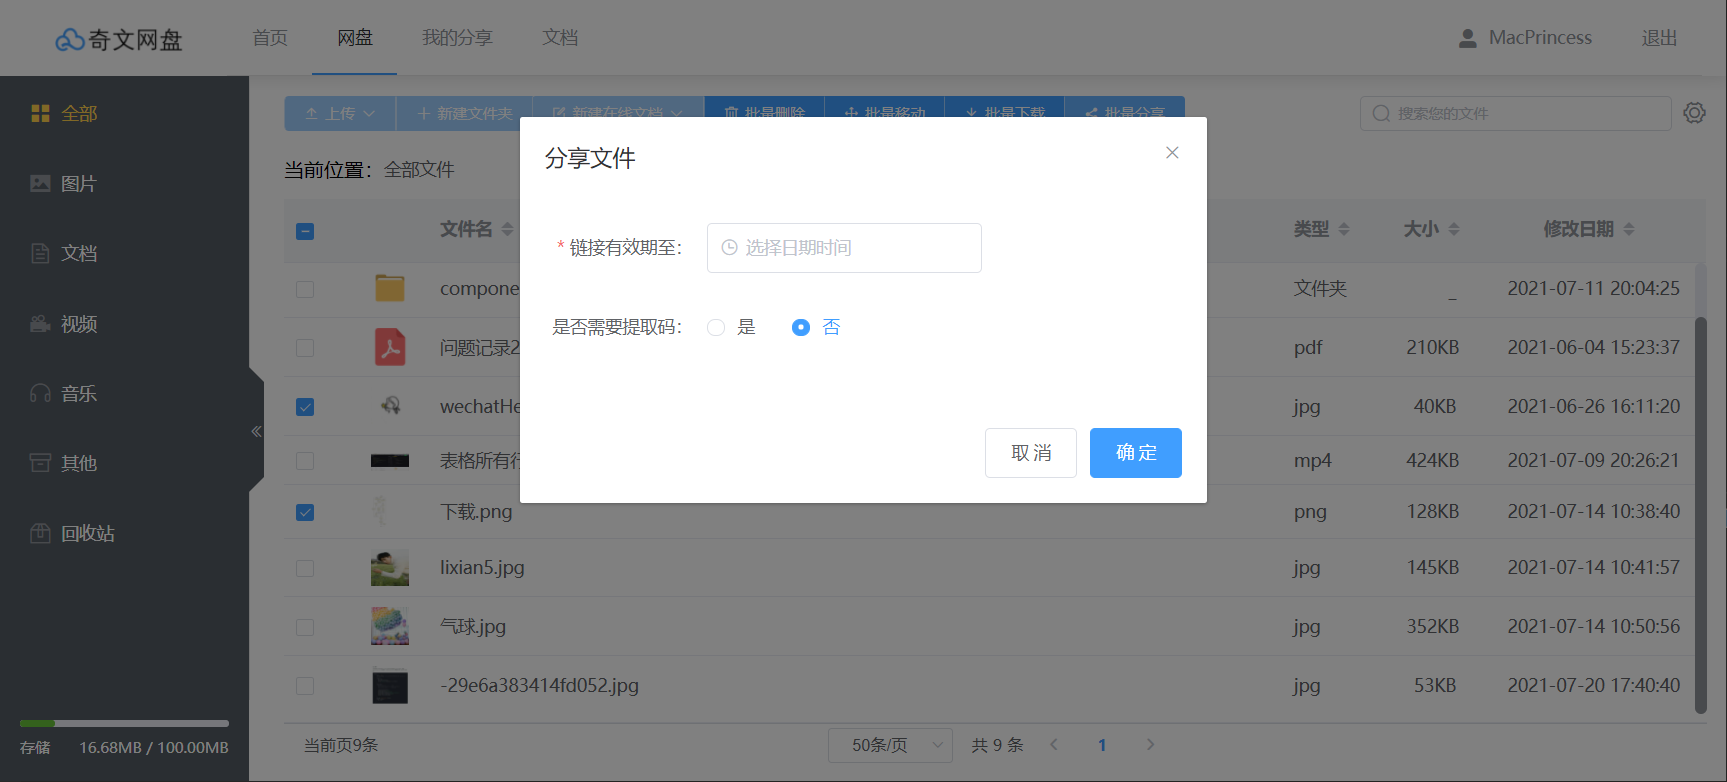 奇文网盘 首页 网盘 我的分享 文档 MacPrincess 退出
全部
图片
文档
视频
音乐
其他
回收站
存储 16.68MB / 100.00MB
上传 新建文件夹 新建在线文档 批量删除 批量移动 批量下载 批量分享 搜索您的文件
当前位置： 全部文件
文件名 类型 大小 修改日期
compone 文件夹 _ 2021-07-11 20:04:25
问题记录2 pdf 210KB 2021-06-04 15:23:37
wechatHe jpg 40KB 2021-06-26 16:11:20
表格所有行 mp4 424KB 2021-07-09 20:26:21
下载.png png 128KB 2021-07-14 10:38:40
lixian5.jpg jpg 145KB 2021-07-14 10:41:57
气球.jpg jpg 352KB 2021-07-14 10:50:56
-29e6a383414fd052.jpg jpg 53KB 2021-07-20 17:40:40
当前页9条 50条/页 共 9 条 1
分享文件
* 链接有效期至： 选择日期时间
是否需要提取码： 是 否
取消 确定